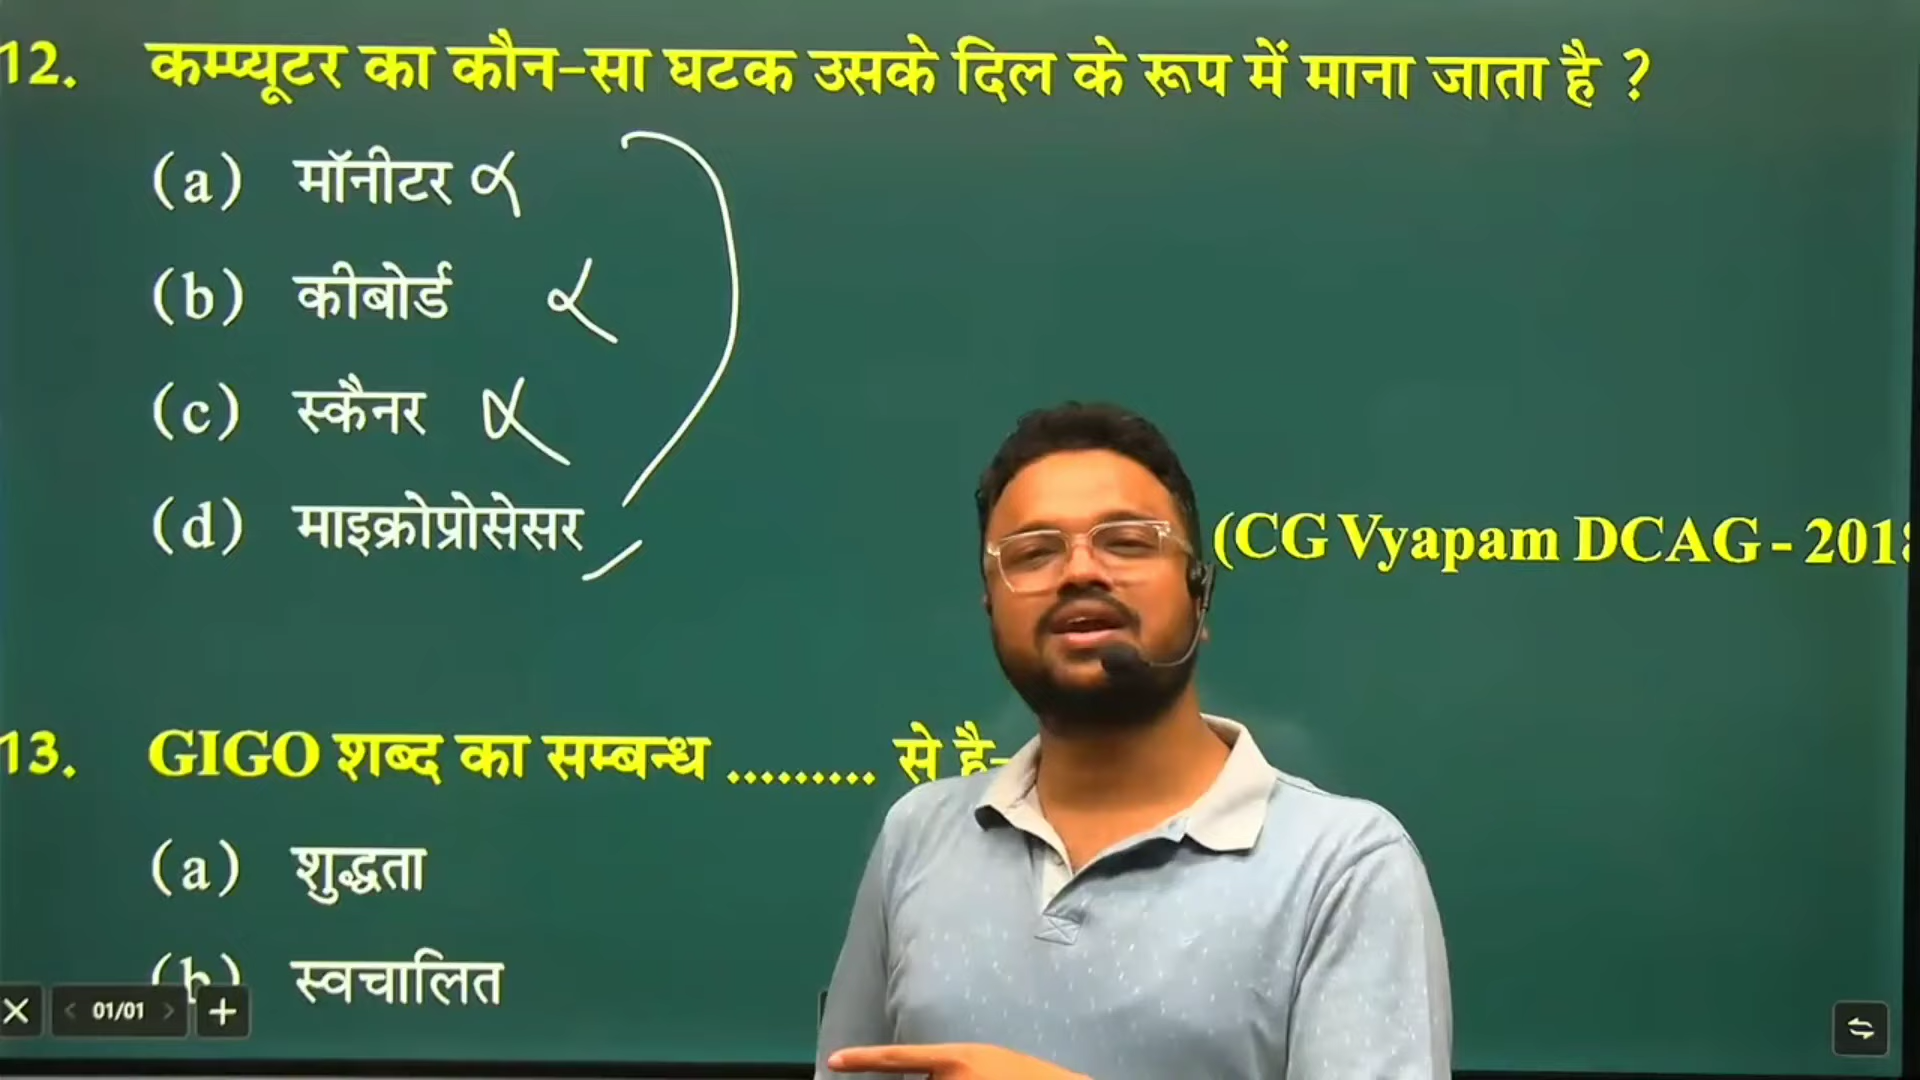 12. कम्प्यूटर का कौन-सा घटक उसके दिल के रूप में माना जाता है ?
(a) मॉनीटर
(b) कीबोर्ड
(c) स्कैनर
(d) माइक्रोप्रोसेसर
(CG Vyapam DCAG - 2018
13. GIGO शब्द का सम्बन्ध ......... से है-
(a) शुद्धता
(b) स्वचालित
01/01